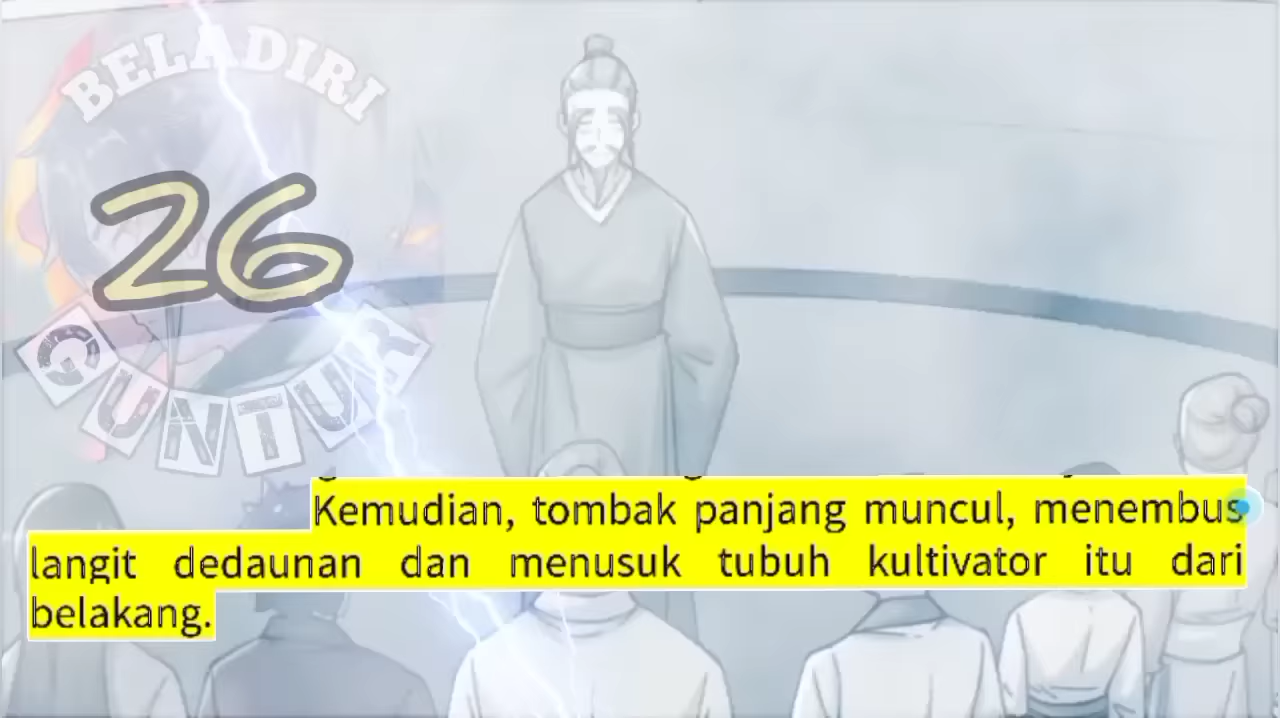 BELADIRI
26
GUNTUR
Kemudian, tombak panjang muncul, menembus
langit dedaunan dan menusuk tubuh kultivator itu dari
belakang.